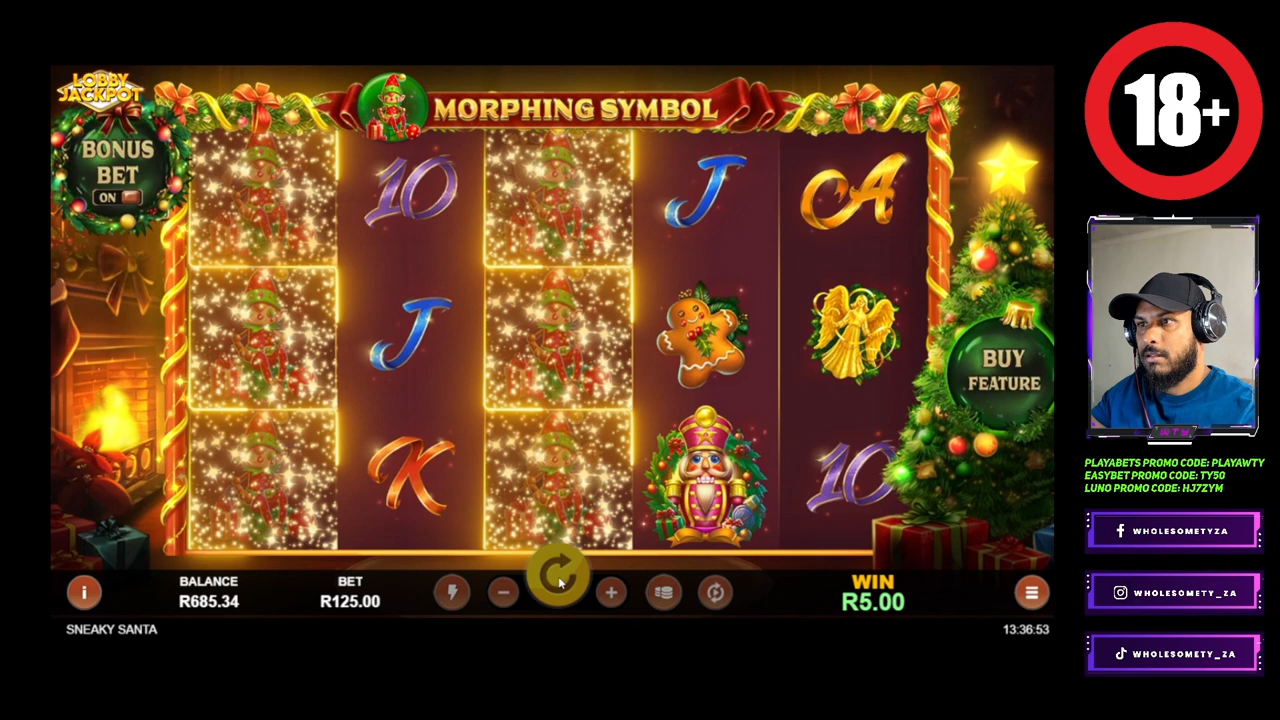 LOBBY
JACKPOT
MORPHING SYMBOL
BONUS
BET
ON
10
J
A
J
K
10
BUY
FEATURE
BALANCE
R685.34
BET
R125.00
WIN
R5.00
SNEAKY SANTA
13:36:53
18+
WTW
PLAYABETS PROMO CODE: PLAYAWTY
EASYBET PROMO CODE: TY50
LUNO PROMO CODE: HJ7ZYM
WHOLESOMETYZA
WHOLESOMETY_ZA
WHOLESOMETY_ZA